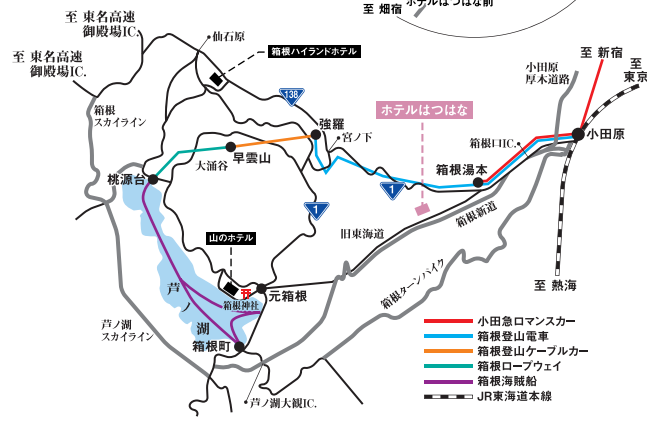 ホテルはつはな前
至 畑宿
至 東名高速
御殿場IC.
至 東名高速
御殿場IC.
仙石原
箱根ハイランドホテル
138
小田原
厚木道路
至 新宿
至
東京
箱根
スカイライン
強羅
宮ノ下
ホテルはつはな
箱根口IC.
小田原
早雲山
大涌谷
桃源台
箱根湯本
1
1
箱根新道
旧東海道
山のホテル
箱根ターンパイク
至 熱海
元箱根
箱根神社
芦ノ湖
芦ノ湖
スカイライン
箱根町
芦ノ湖大観IC.
小田急ロマンスカー
箱根登山電車
箱根登山ケーブルカー
箱根ロープウェイ
箱根海賊船
JR東海道本線